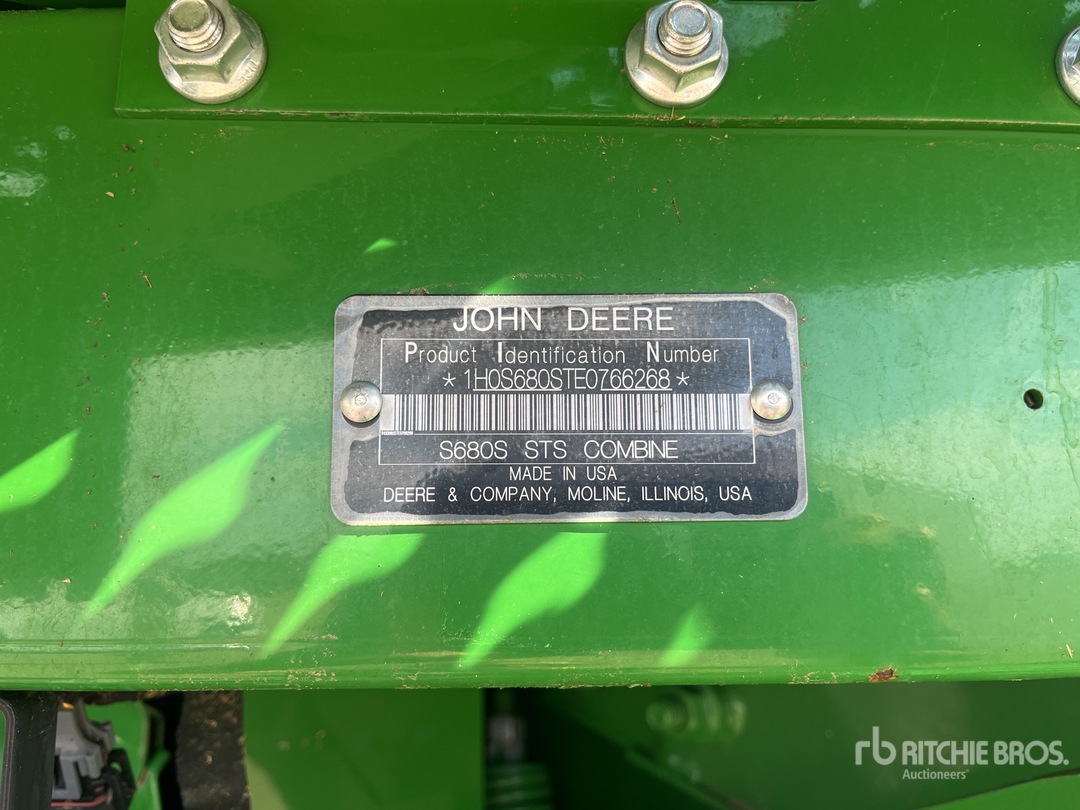 JOHN DEERE
Product Identification Number
*1H0S680STE0766268*
S680S STS COMBINE
MADE IN USA
DEERE & COMPANY, MOLINE, ILLINOIS, USA
rb RITCHIE BROS.
Auctioneers